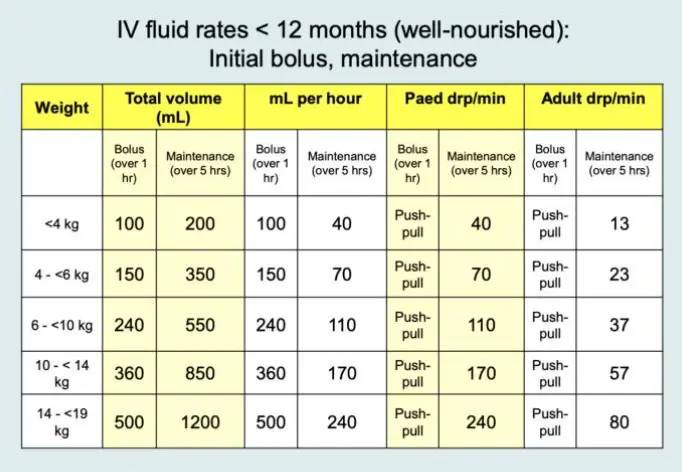 IV fluid rates < 12 months (well-nourished):
Initial bolus, maintenance
Weight Total volume (mL) mL per hour Paed drp/min Adult drp/min
Bolus (over 1 hr) Maintenance (over 5 hrs) Bolus (over 1 hr) Maintenance (over 5 hrs) Bolus (over 1 hr) Maintenance (over 5 hrs) Bolus (over 1 hr) Maintenance (over 5 hrs)
<4 kg 100 200 100 40 Push-pull 40 Push-pull 13
4 - <6 kg 150 350 150 70 Push-pull 70 Push-pull 23
6 - <10 kg 240 550 240 110 Push-pull 110 Push-pull 37
10 - < 14 kg 360 850 360 170 Push-pull 170 Push-pull 57
14 - <19 kg 500 1200 500 240 Push-pull 240 Push-pull 80